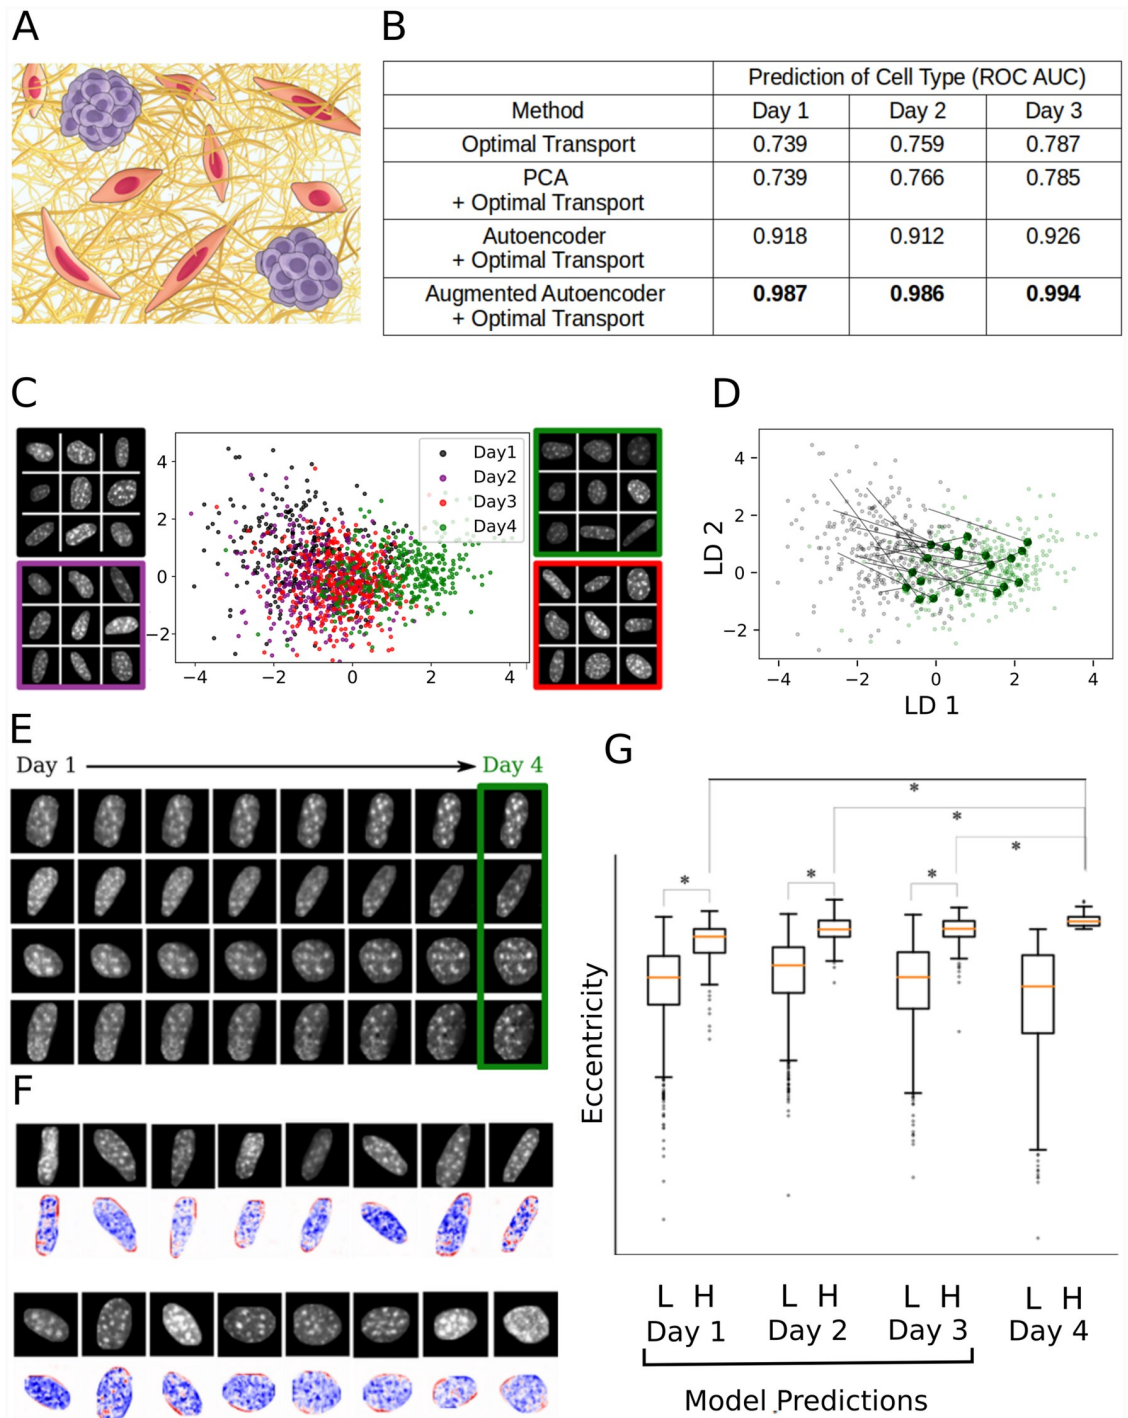 A
B
Prediction of Cell Type (ROC AUC)
Method Day 1 Day 2 Day 3
Optimal Transport 0.739 0.759 0.787
PCA
+ Optimal Transport 0.739 0.766 0.785
Autoencoder
+ Optimal Transport 0.918 0.912 0.926
Augmented Autoencoder
+ Optimal Transport 0.987 0.986 0.994
C
4
2
0
−2
−4 −2 0 2 4
Day1
Day2
Day3
Day4
D
LD 2
4
2
0
−2
−4 −2 0 2 4
LD 1
E
Day 1 Day 4
F
G
*
*
*
* * *
Eccentricity
L H L H L H L H
Day 1 Day 2 Day 3 Day 4
Model Predictions